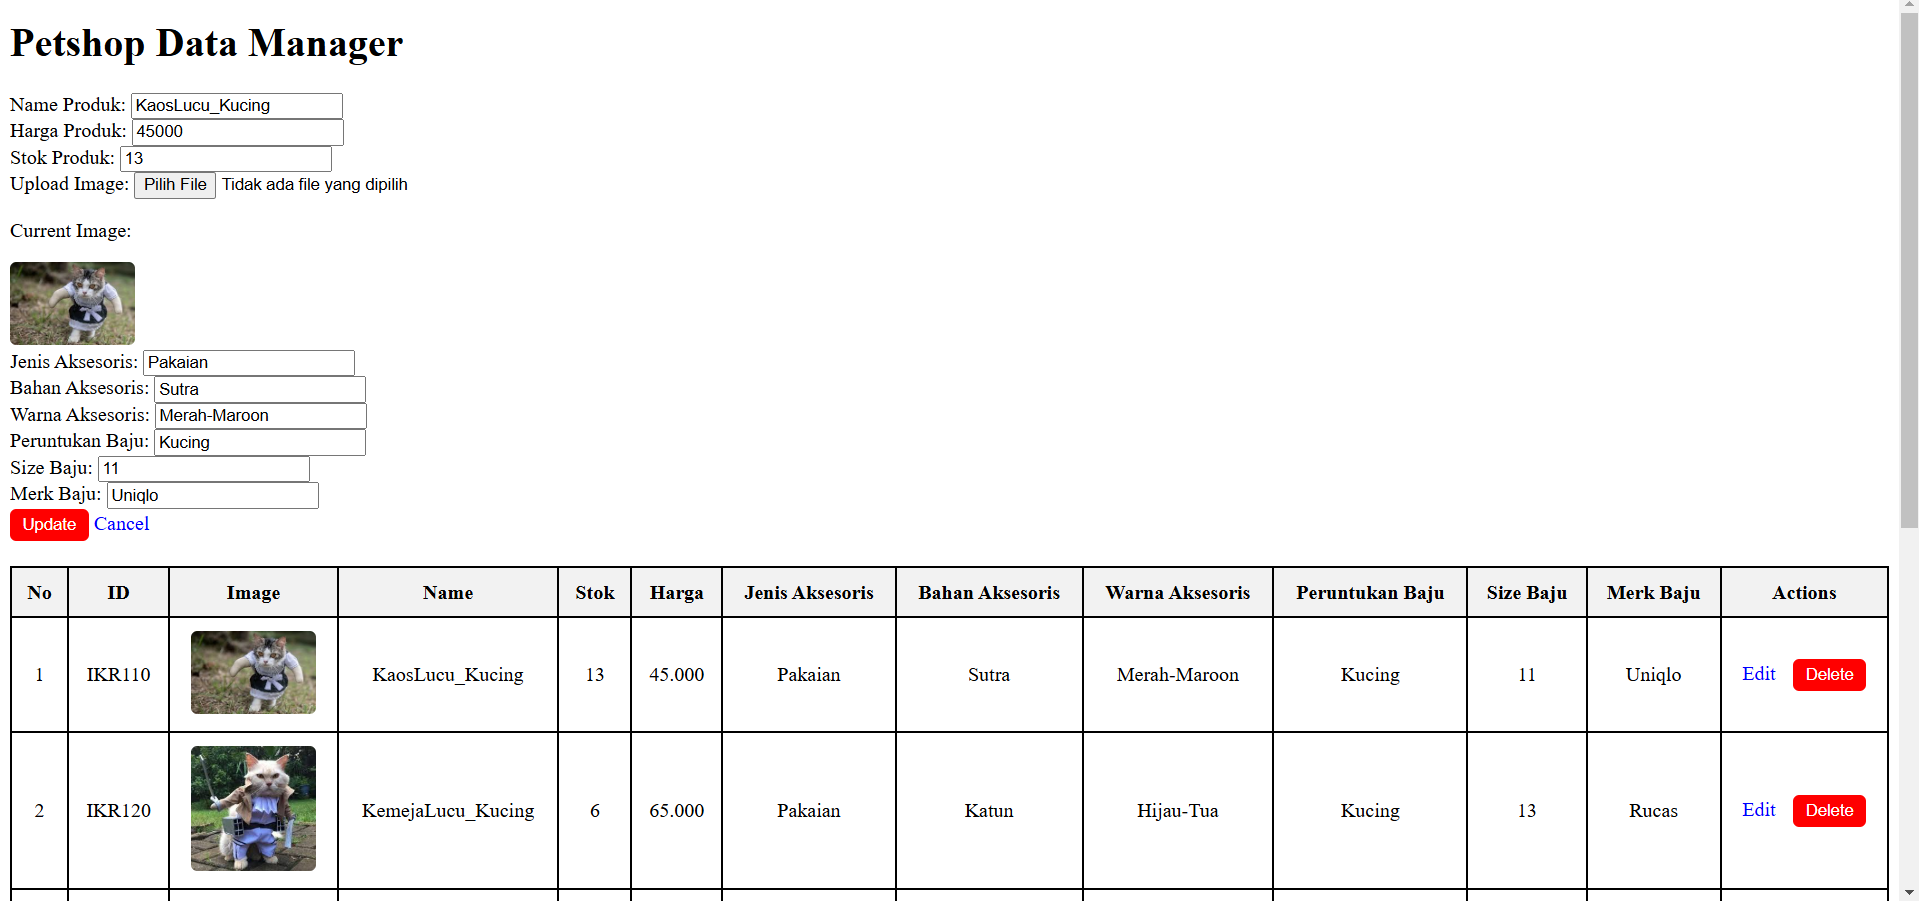 Petshop Data Manager
Name Produk: KaosLucu_Kucing
Harga Produk: 45000
Stok Produk: 13
Upload Image: Pilih File Tidak ada file yang dipilih
Current Image:
Jenis Aksesoris: Pakaian
Bahan Aksesoris: Sutra
Warna Aksesoris: Merah-Maroon
Peruntukan Baju: Kucing
Size Baju: 11
Merk Baju: Uniqlo
Update Cancel
No ID Image Name Stok Harga Jenis Aksesoris Bahan Aksesoris Warna Aksesoris Peruntukan Baju Size Baju Merk Baju Actions
1 IKR110 KaosLucu_Kucing 13 45.000 Pakaian Sutra Merah-Maroon Kucing 11 Uniqlo Edit Delete
2 IKR120 KemejaLucu_Kucing 6 65.000 Pakaian Katun Hijau-Tua Kucing 13 Rucas Edit Delete